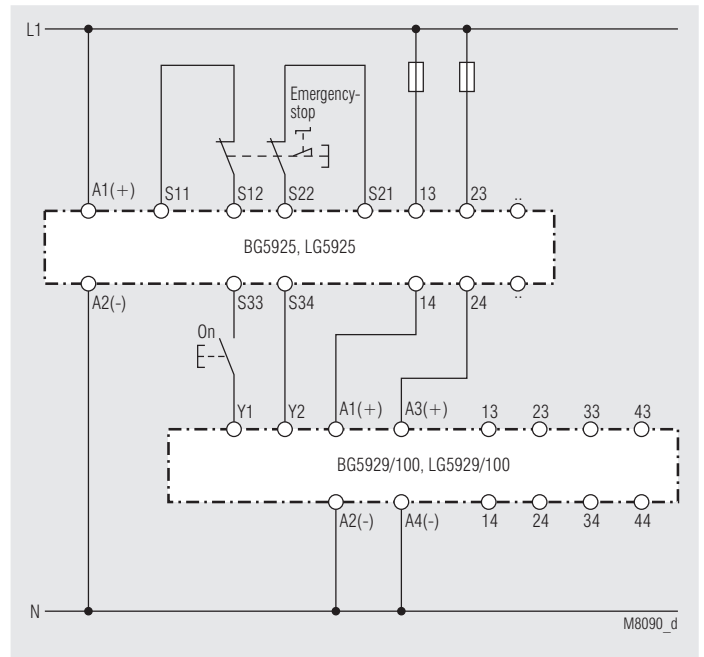 L1
Emergency-
stop
A1(+) S11 S12 S22 S21 13 23 ..
BG5925, LG5925
A2(-) S33 S34 14 24 ..
On
Y1 Y2 A1(+) A3(+) 13 23 33 43
BG5929/100, LG5929/100
A2(-) A4(-) 14 24 34 44
N
M8090_d